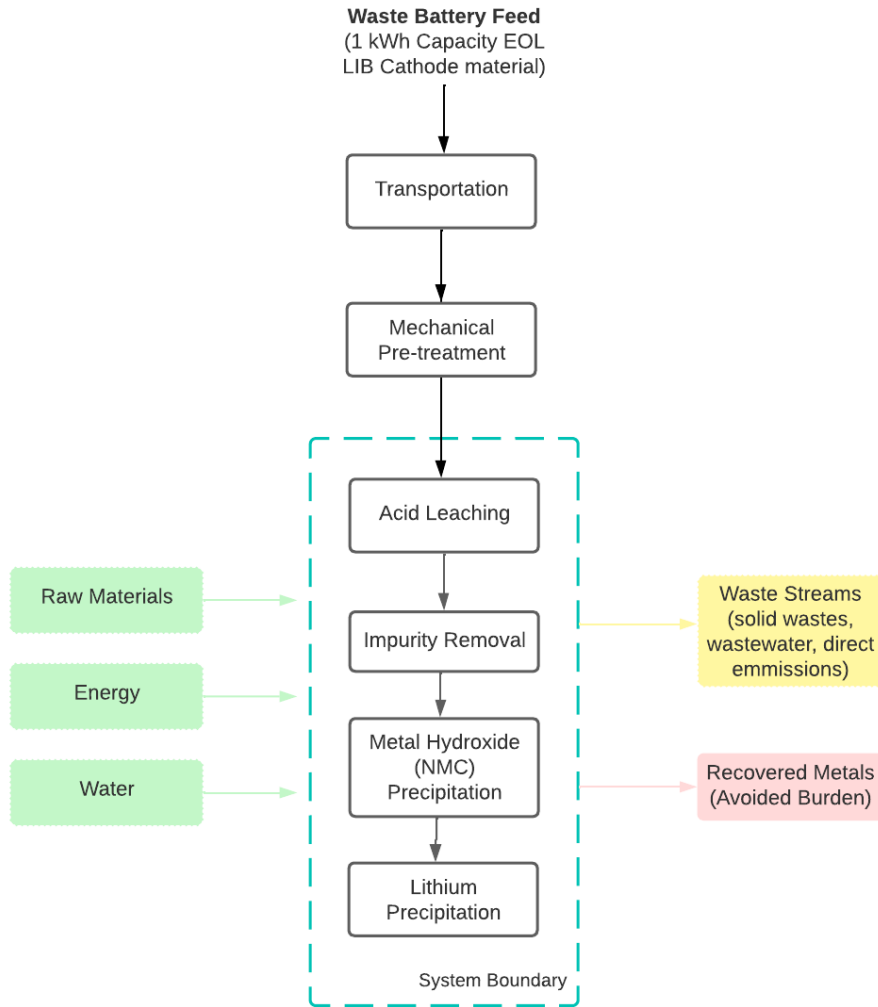 Waste Battery Feed
(1 kWh Capacity EOL
LIB Cathode material)
Transportation
Mechanical
Pre-treatment
Acid Leaching
Raw Materials
Impurity Removal
Waste Streams
(solid wastes,
wastewater, direct
emmissions)
Energy
Metal Hydroxide
(NMC)
Precipitation
Water
Recovered Metals
(Avoided Burden)
Lithium
Precipitation
System Boundary